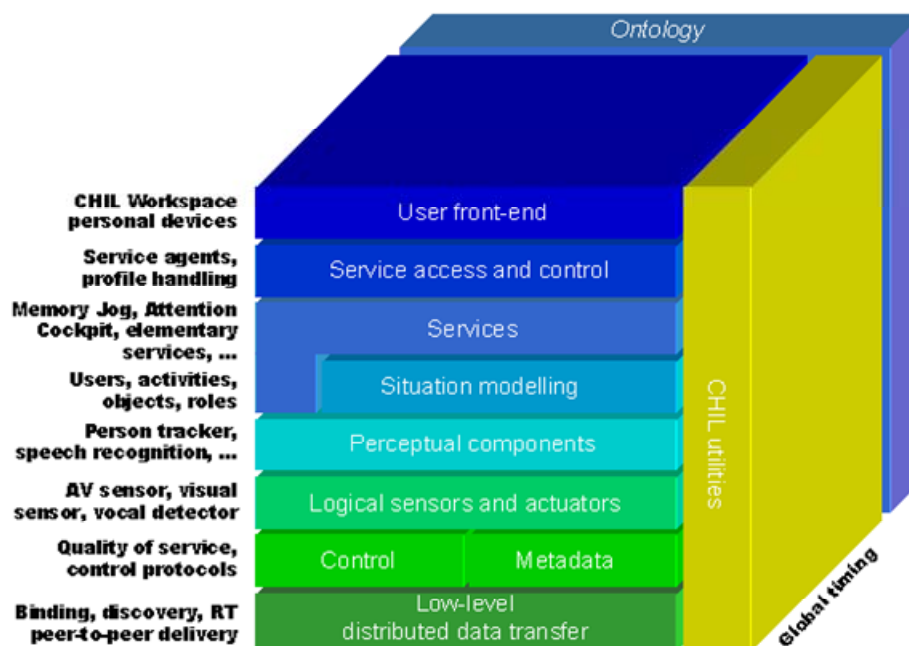 Ontology
CHIL Workspace
personal devices
User front-end
Service agents,
profile handling
Service access and control
Memory Jog, Attention
Cockpit, elementary
services, ...
Services
Users, activities,
objects, roles
Situation modelling
Person tracker,
speech recognition, ...
Perceptual components
AV sensor, visual
sensor, vocal detector
Logical sensors and actuators
Quality of service,
control protocols
Control
Metadata
Binding, discovery, RT
peer-to-peer delivery
Low-level
distributed data transfer
CHIL utilities
Global timing